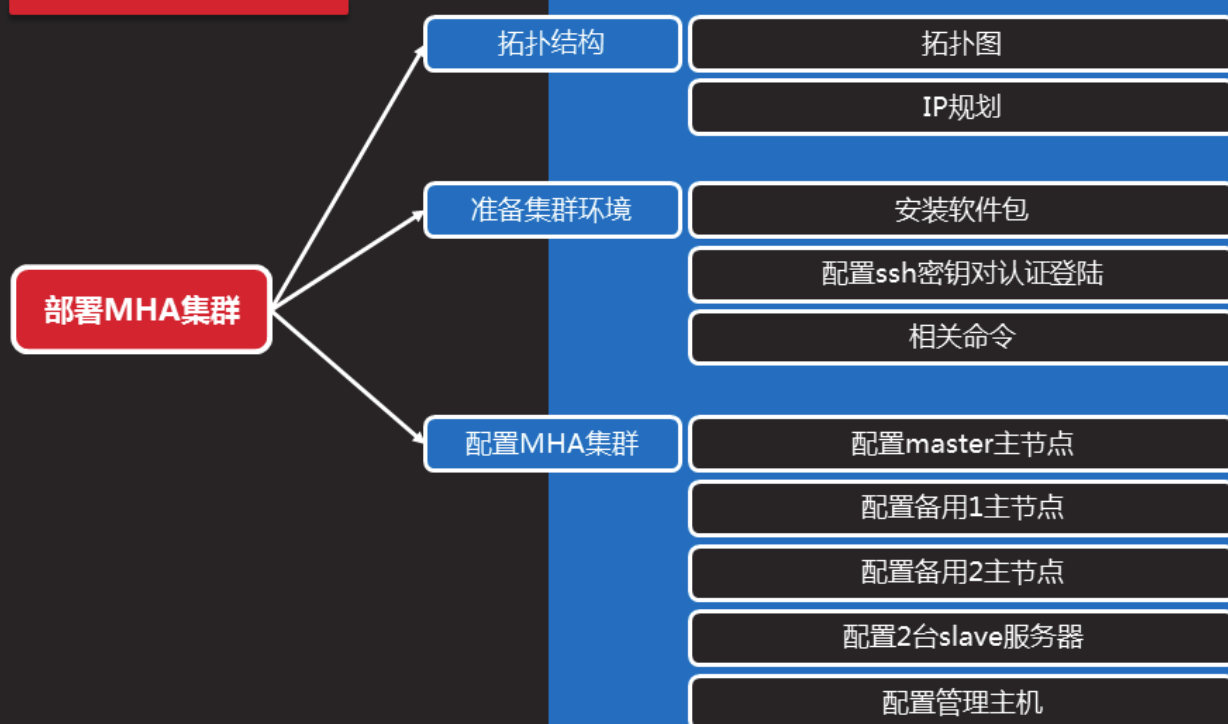 部署MHA集群
拓扑结构
拓扑图
IP规划
准备集群环境
安装软件包
配置ssh密钥对认证登陆
相关命令
配置MHA集群
配置master主节点
配置备用1主节点
配置备用2主节点
配置2台slave服务器
配置管理主机